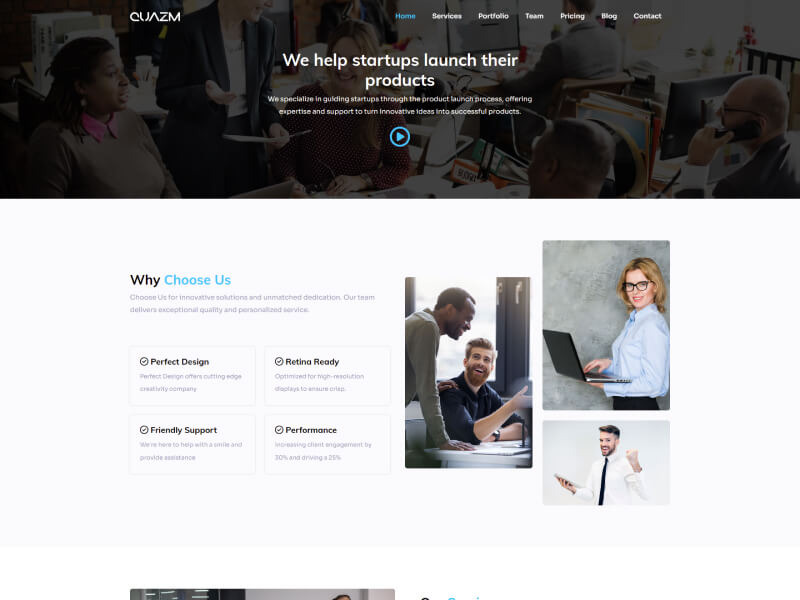 QUAZM
Home Services Portfolio Team Pricing Blog Contact
We help startups launch their
products
We specialize in guiding startups through the product launch process, offering
expertise and support to turn innovative ideas into successful products.
BUDGET
Why Choose Us
Choose Us for innovative solutions and unmatched dedication. Our team
delivers exceptional quality and personalized service.
Perfect Design
Perfect Design offers cutting edge
creativity company
Retina Ready
Optimized for high-resolution
displays to ensure crisp.
Friendly Support
We're here to help with a smile and
provide assistance
Performance
Increasing client engagement by
30% and driving a 25%